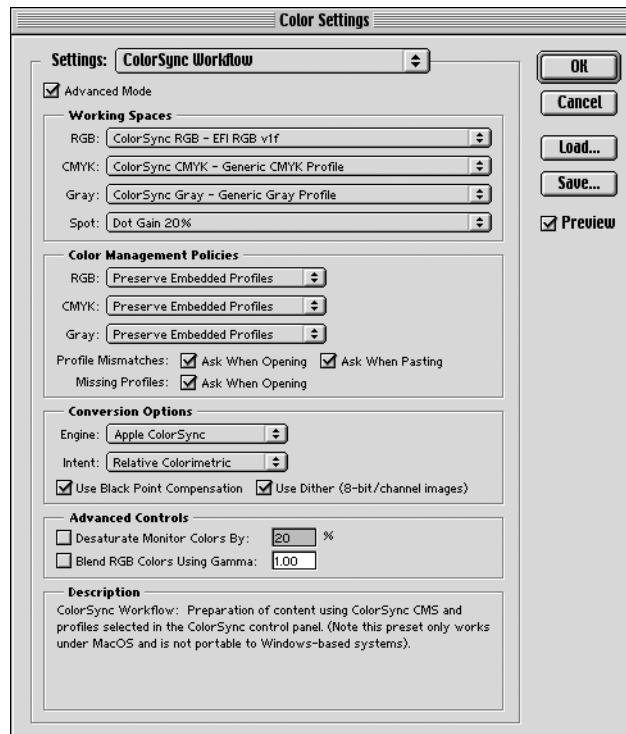 Color Settings
Settings: ColorSync Workflow
OK
Advanced Mode
Cancel
Working Spaces
RGB: ColorSync RGB - EFI RGB v1f
Load...
CMYK: ColorSync CMYK - Generic CMYK Profile
Save...
Gray: ColorSync Gray - Generic Gray Profile
Spot: Dot Gain 20%
Preview
Color Management Policies
RGB: Preserve Embedded Profiles
CMYK: Preserve Embedded Profiles
Gray: Preserve Embedded Profiles
Profile Mismatches: Ask When Opening Ask When Pasting
Missing Profiles: Ask When Opening
Conversion Options
Engine: Apple ColorSync
Intent: Relative Colorimetric
Use Black Point Compensation Use Dither (8-bit/channel images)
Advanced Controls
Desaturate Monitor Colors By: 20 %
Blend RGB Colors Using Gamma: 1.00
Description
ColorSync Workflow: Preparation of content using ColorSync CMS and
profiles selected in the ColorSync control panel. (Note this preset only works
under MacOS and is not portable to Windows-based systems).